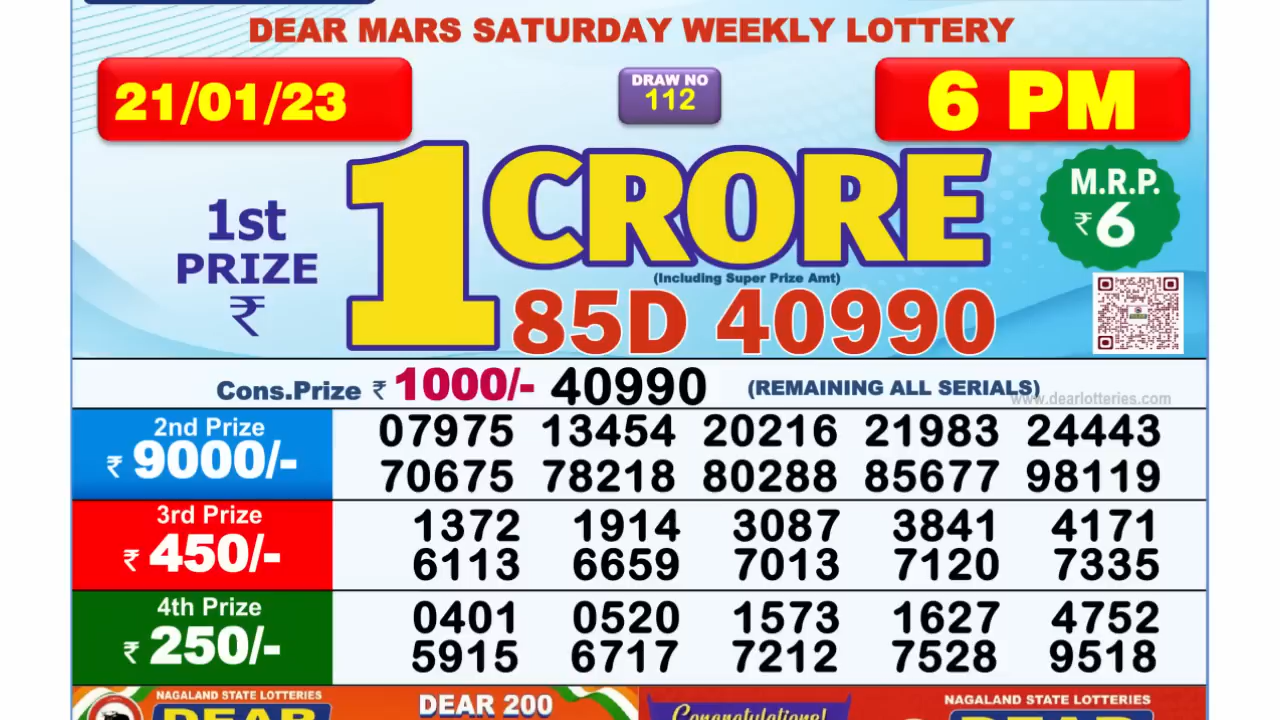 DEAR MARS SATURDAY WEEKLY LOTTERY
21/01/23
DRAW NO
112
6 PM
1st
PRIZE
₹
1 CRORE
(Including Super Prize Amt)
85D 40990
M.R.P.
₹ 6
Cons.Prize ₹ 1000/- 40990 (REMAINING ALL SERIALS)
www.dearlotteries.com
2nd Prize
₹ 9000/-
07975 13454 20216 21983 24443
70675 78218 80288 85677 98119
3rd Prize
₹ 450/-
1372 1914 3087 3841 4171
6113 6659 7013 7120 7335
4th Prize
₹ 250/-
0401 0520 1573 1627 4752
5915 6717 7212 7528 9518
NAGALAND STATE LOTTERIES
DEAR
DEAR 200
Congratulations!
NAGALAND STATE LOTTERIES
DEAR